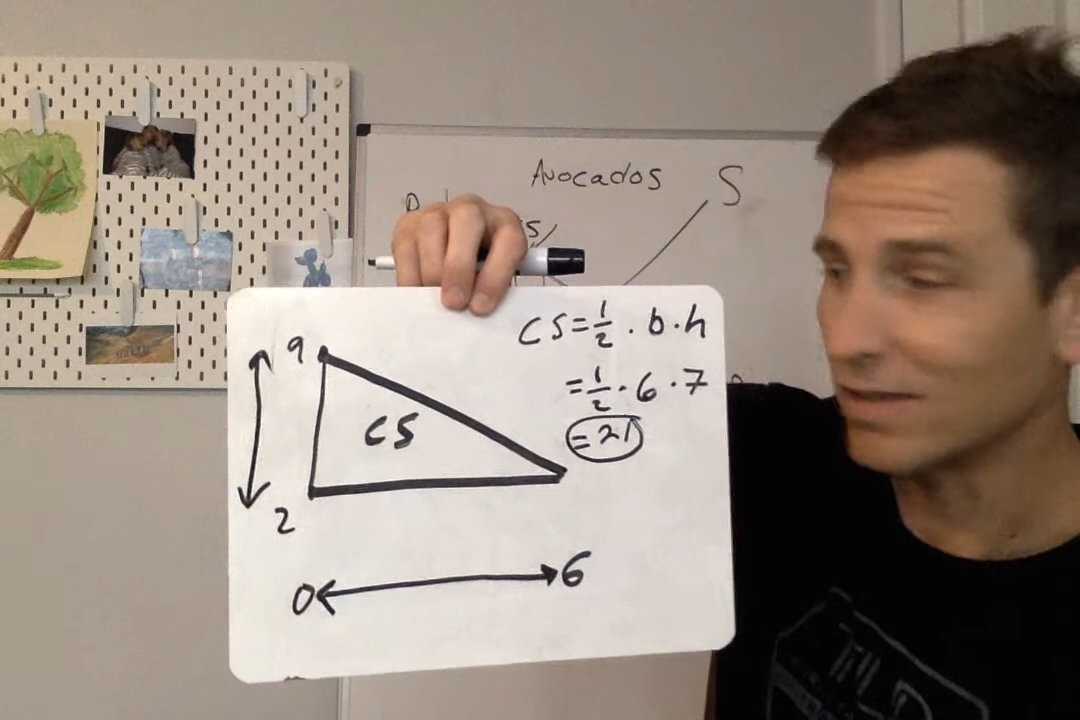 Avocados
S
9
CS
2
0 6
CS = 1/2 · b · h
= 1/2 · 6 · 7
= 21